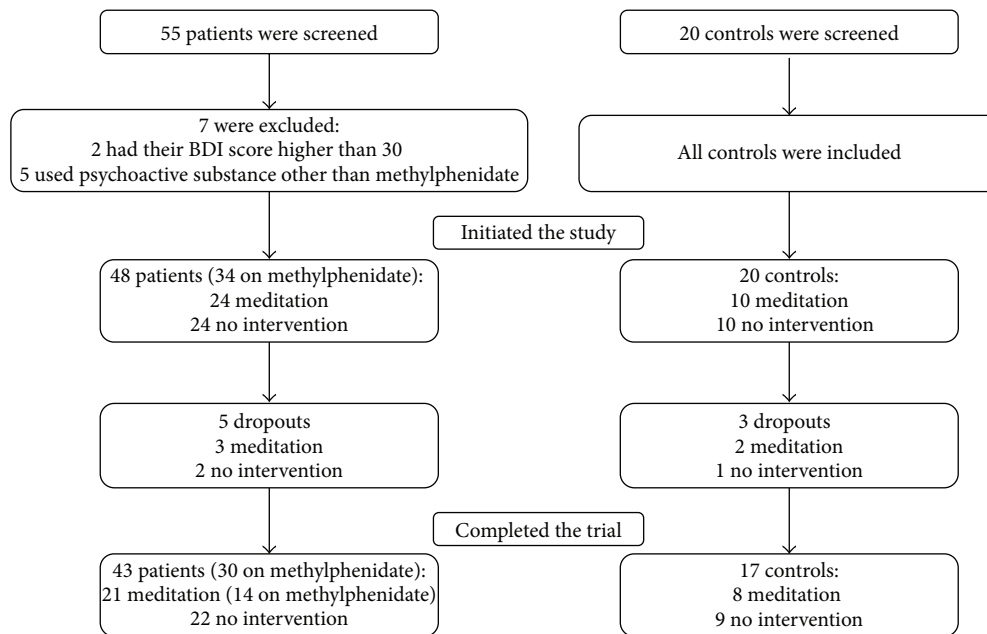 55 patients were screened
20 controls were screened
7 were excluded:
2 had their BDI score higher than 30
5 used psychoactive substance other than methylphenidate
All controls were included
Initiated the study
48 patients (34 on methylphenidate):
24 meditation
24 no intervention
20 controls:
10 meditation
10 no intervention
5 dropouts
3 meditation
2 no intervention
3 dropouts
2 meditation
1 no intervention
Completed the trial
43 patients (30 on methylphenidate):
21 meditation (14 on methylphenidate)
22 no intervention
17 controls:
8 meditation
9 no intervention